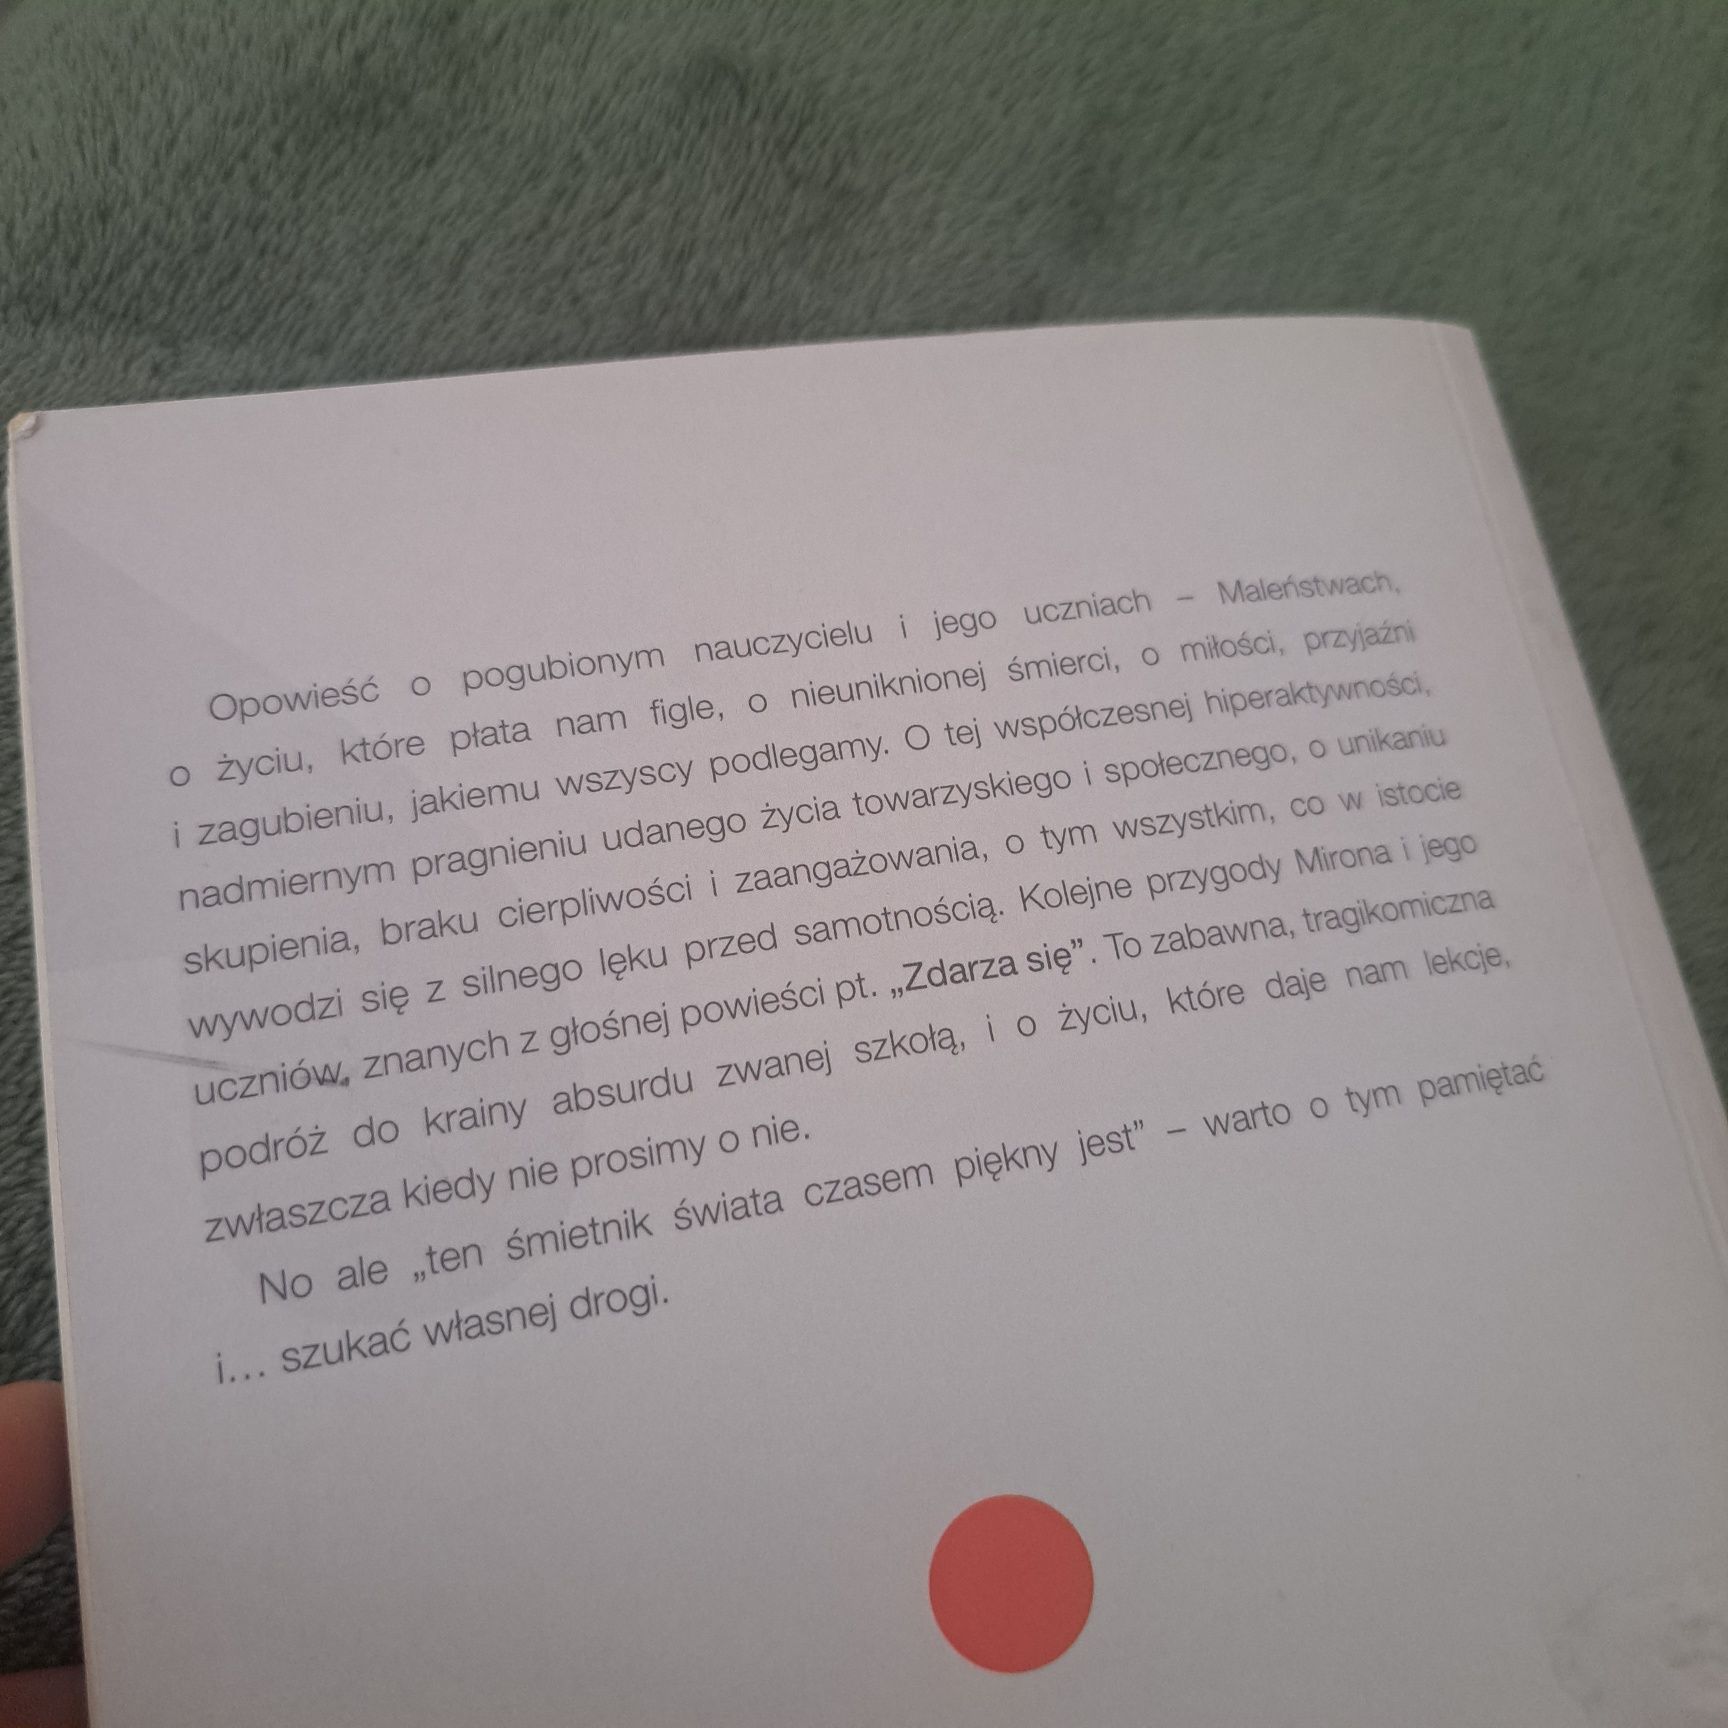 Opowieść o pogubionym nauczycielu i jego uczniach – Maleństwach,
o życiu, które płata nam figle, o nieuniknionej śmierci, o miłości, przyjaźni
i zagubieniu, jakiemu wszyscy podlegamy. O tej współczesnej hiperaktywności,
nadmiernym pragnieniu udanego życia towarzyskiego i społecznego, o unikaniu
skupienia, braku cierpliwości i zaangażowania, o tym wszystkim, co w istocie
wywodzi się z silnego lęku przed samotnością. Kolejne przygody Mirona i jego
uczniów, znanych z głośnej powieści pt. „Zdarza się”. To zabawna, tragikomiczna
podróż do krainy absurdu zwanej szkołą, i o życiu, które daje nam lekcje,
zwłaszcza kiedy nie prosimy o nie.
No ale „ten śmietnik świata czasem piękny jest” – warto o tym pamiętać
i… szukać własnej drogi.